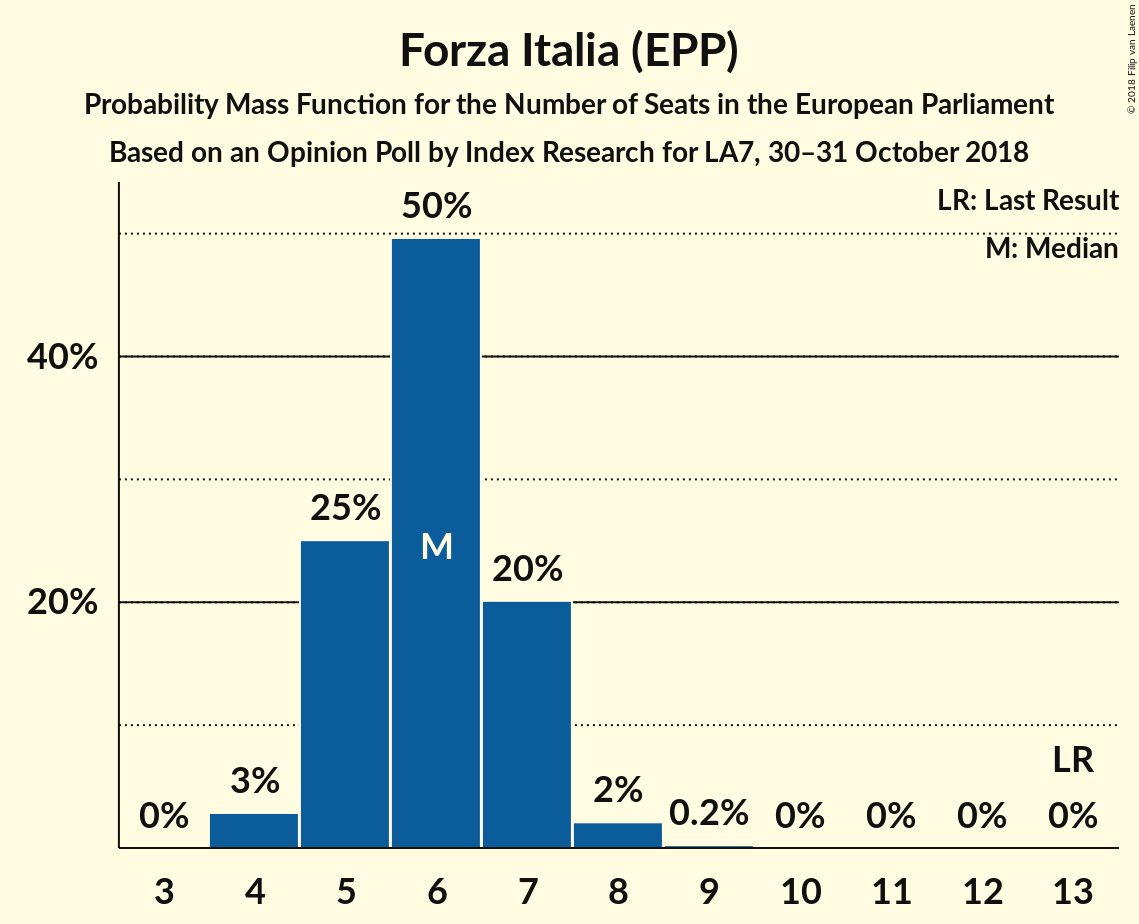 Forza Italia (EPP)
Probability Mass Function for the Number of Seats in the European Parliament
Based on an Opinion Poll by Index Research for LA7, 30–31 October 2018
© 2018 Filip van Laenen
LR: Last Result
M: Median
50%
40%
25%
M
20%
20%
LR
3%
2%
0%
0.2%
0%
0%
0%
0%
3 4 5 6 7 8 9 10 11 12 13